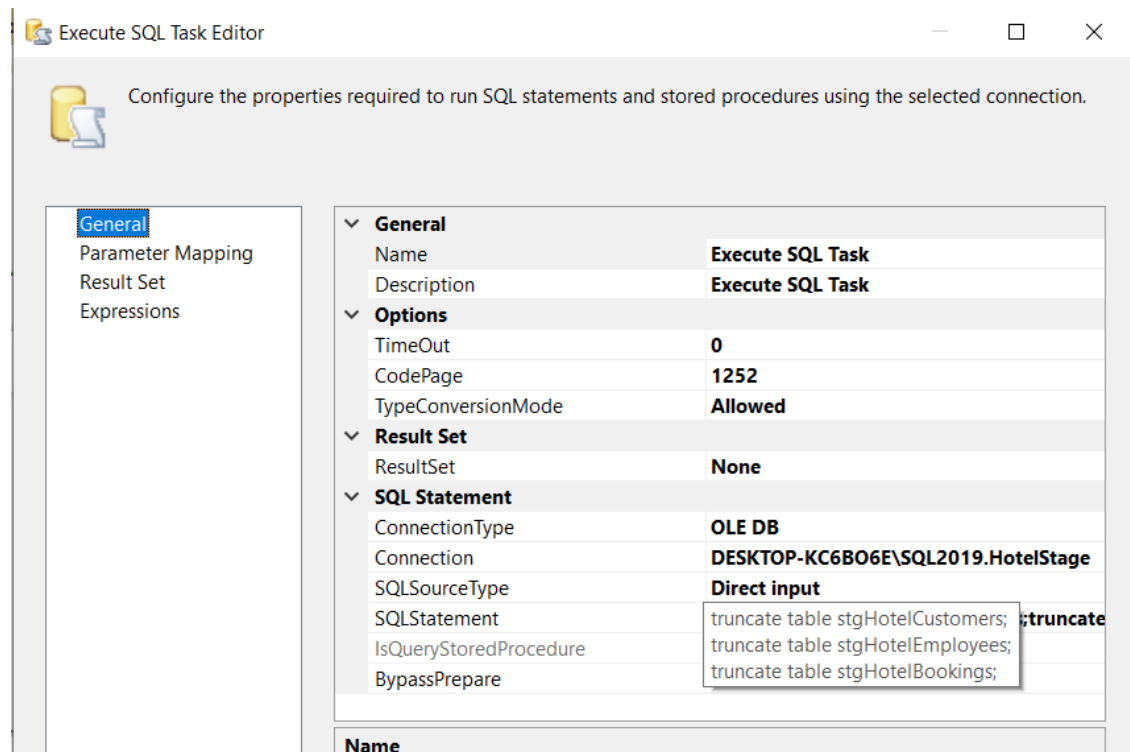 Execute SQL Task Editor
Configure the properties required to run SQL statements and stored procedures using the selected connection.
General
Parameter Mapping
Result Set
Expressions
General
Name Execute SQL Task
Description Execute SQL Task
Options
TimeOut 0
CodePage 1252
TypeConversionMode Allowed
Result Set
ResultSet None
SQL Statement
ConnectionType OLE DB
Connection DESKTOP-KC6BO6E\SQL2019.HotelStage
SQLSourceType Direct input
SQLStatement truncate table stgHotelCustomers; ;truncate
IsQueryStoredProcedure truncate table stgHotelEmployees;
BypassPrepare truncate table stgHotelBookings;
Name